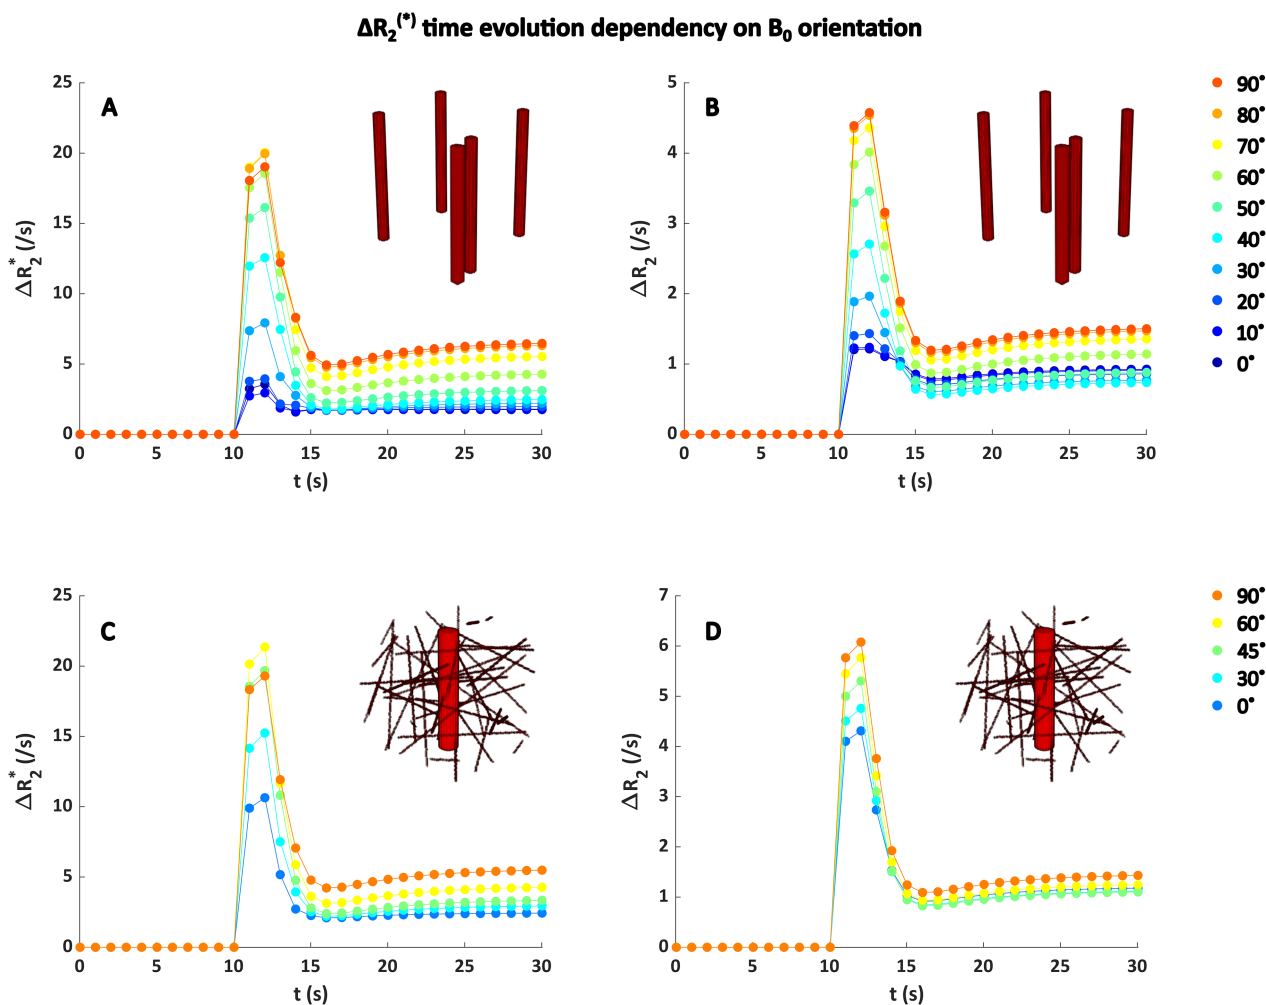 ΔR₂⁽*⁾ time evolution dependency on B₀ orientation
A
25
20
15
10
5
0
0 5 10 15 20 25 30
ΔR₂* (/s)
t (s)
B
5
4
3
2
1
0
0 5 10 15 20 25 30
ΔR₂ (/s)
t (s)
90°
80°
70°
60°
50°
40°
30°
20°
10°
0°
C
25
20
15
10
5
0
0 5 10 15 20 25 30
ΔR₂* (/s)
t (s)
D
7
6
5
4
3
2
1
0
0 5 10 15 20 25 30
ΔR₂ (/s)
t (s)
90°
60°
45°
30°
0°